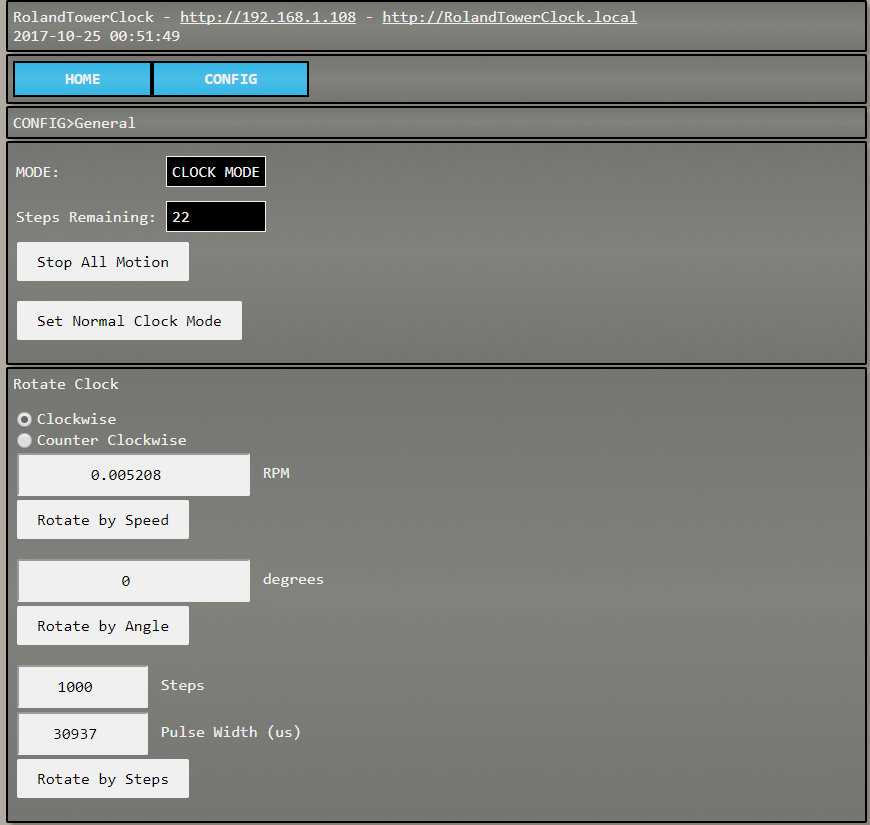 RolandTowerClock - http://192.168.1.108 - http://RolandTowerClock.local
2017-10-25 00:51:49
HOME CONFIG
CONFIG>General
MODE: CLOCK MODE
Steps Remaining: 22
Stop All Motion
Set Normal Clock Mode
Rotate Clock
Clockwise
Counter Clockwise
0.005208 RPM
Rotate by Speed
0 degrees
Rotate by Angle
1000 Steps
30937 Pulse Width (us)
Rotate by Steps